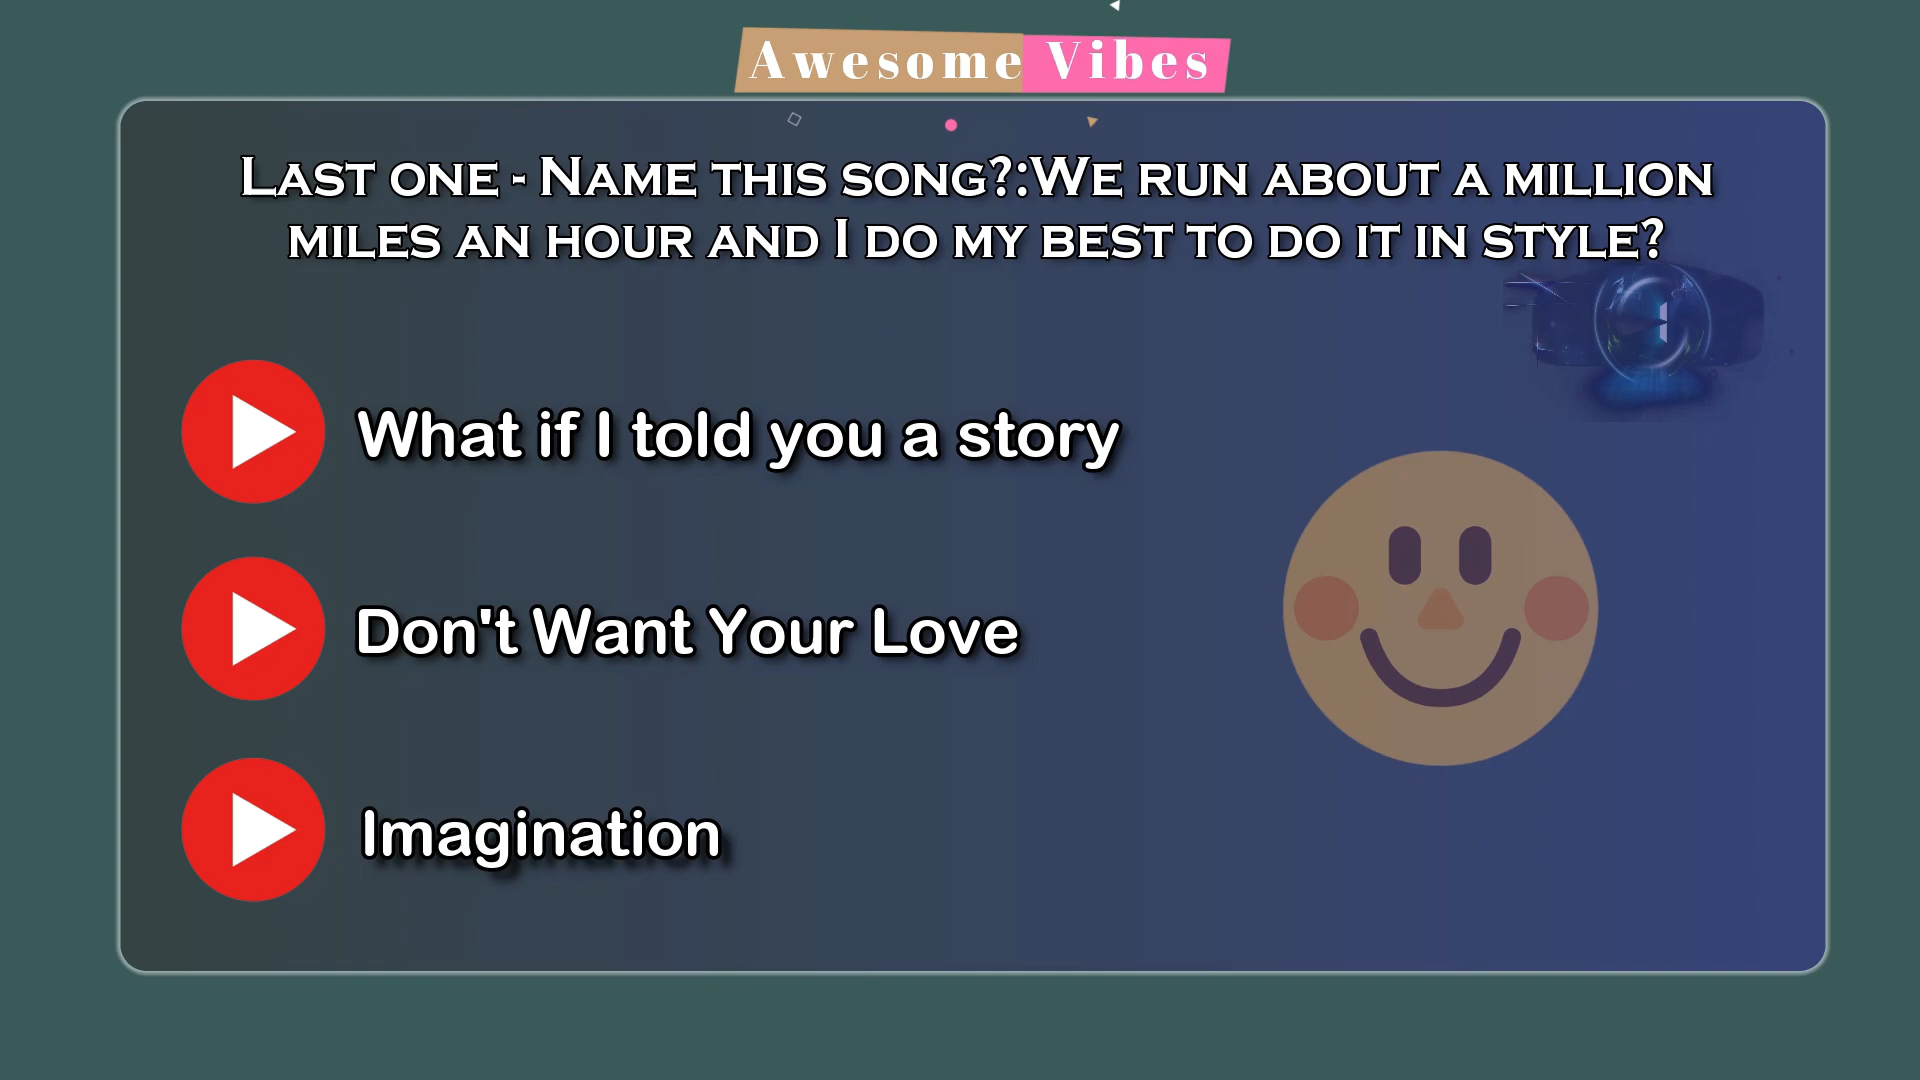 Awesome Vibes
Last one - Name this song?:We run about a million
miles an hour and I do my best to do it in style?
What if I told you a story
Don't Want Your Love
Imagination